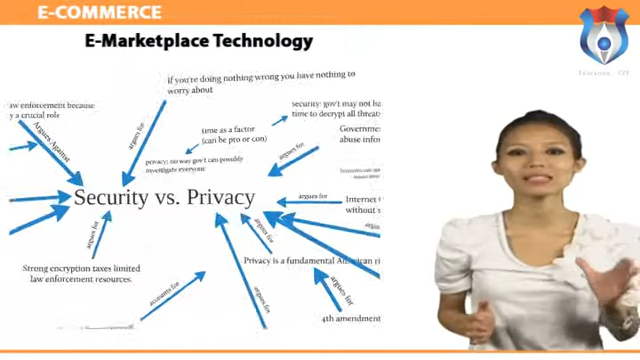 E-COMMERCE
E-Marketplace Technology
if you're doing nothing wrong you have nothing to
worry about
aw enforcement because
y a crucial role
Argues Against
argues for
time as a factor
(can be pro or con)
security: gov't may not ha
time to decrypt all threat
privacy: no way gov't can possibly
investigate everyone
argues for
Governme
abuse infor
Security vs. Privacy
argues for
Internet
without s
argues for
argues for
argue
Privacy is a fundamental American ri
Strong encryption taxes limited
law enforcement resources.
accounts for
argues for
argues for
4th amendment